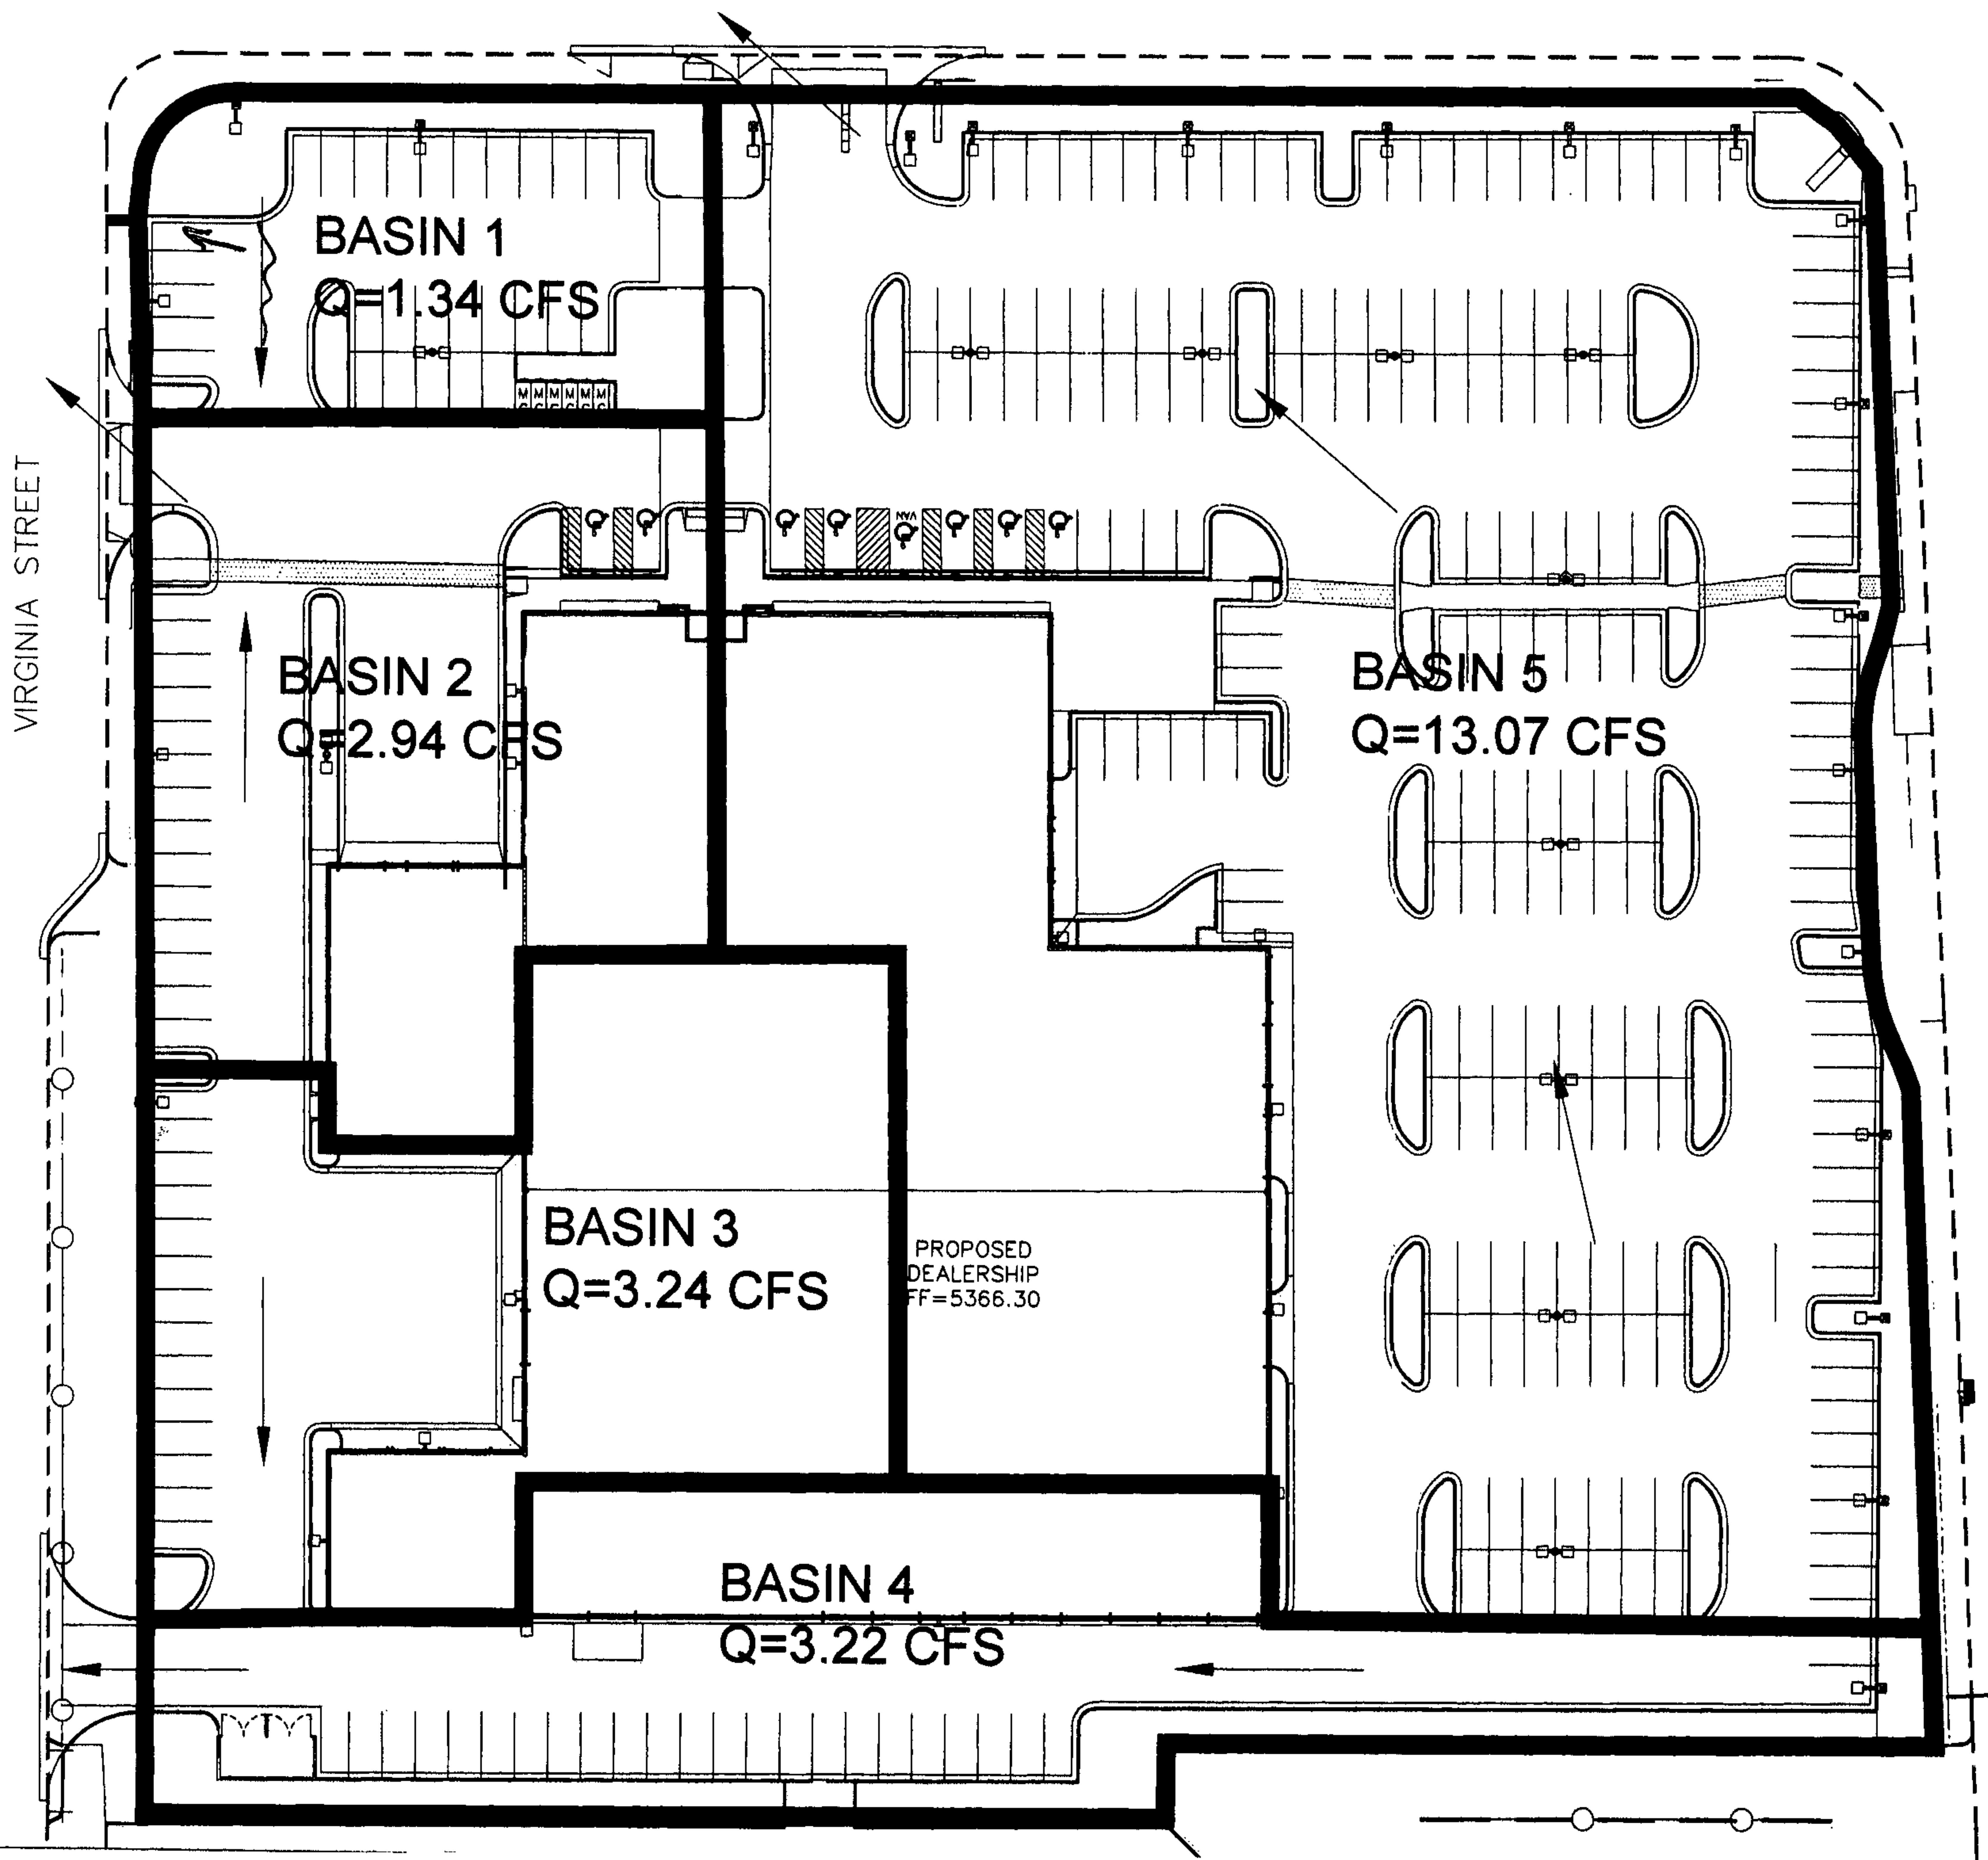 BASIN 1
Q=1.34 CFS
M M M M M M
C C C C C C
VIRGINIA STREET
VAN
BASIN 2
Q=2.94 CFS
BASIN 5
Q=13.07 CFS
BASIN 3
Q=3.24 CFS
PROPOSED
DEALERSHIP
FF=5366.30
BASIN 4
Q=3.22 CFS